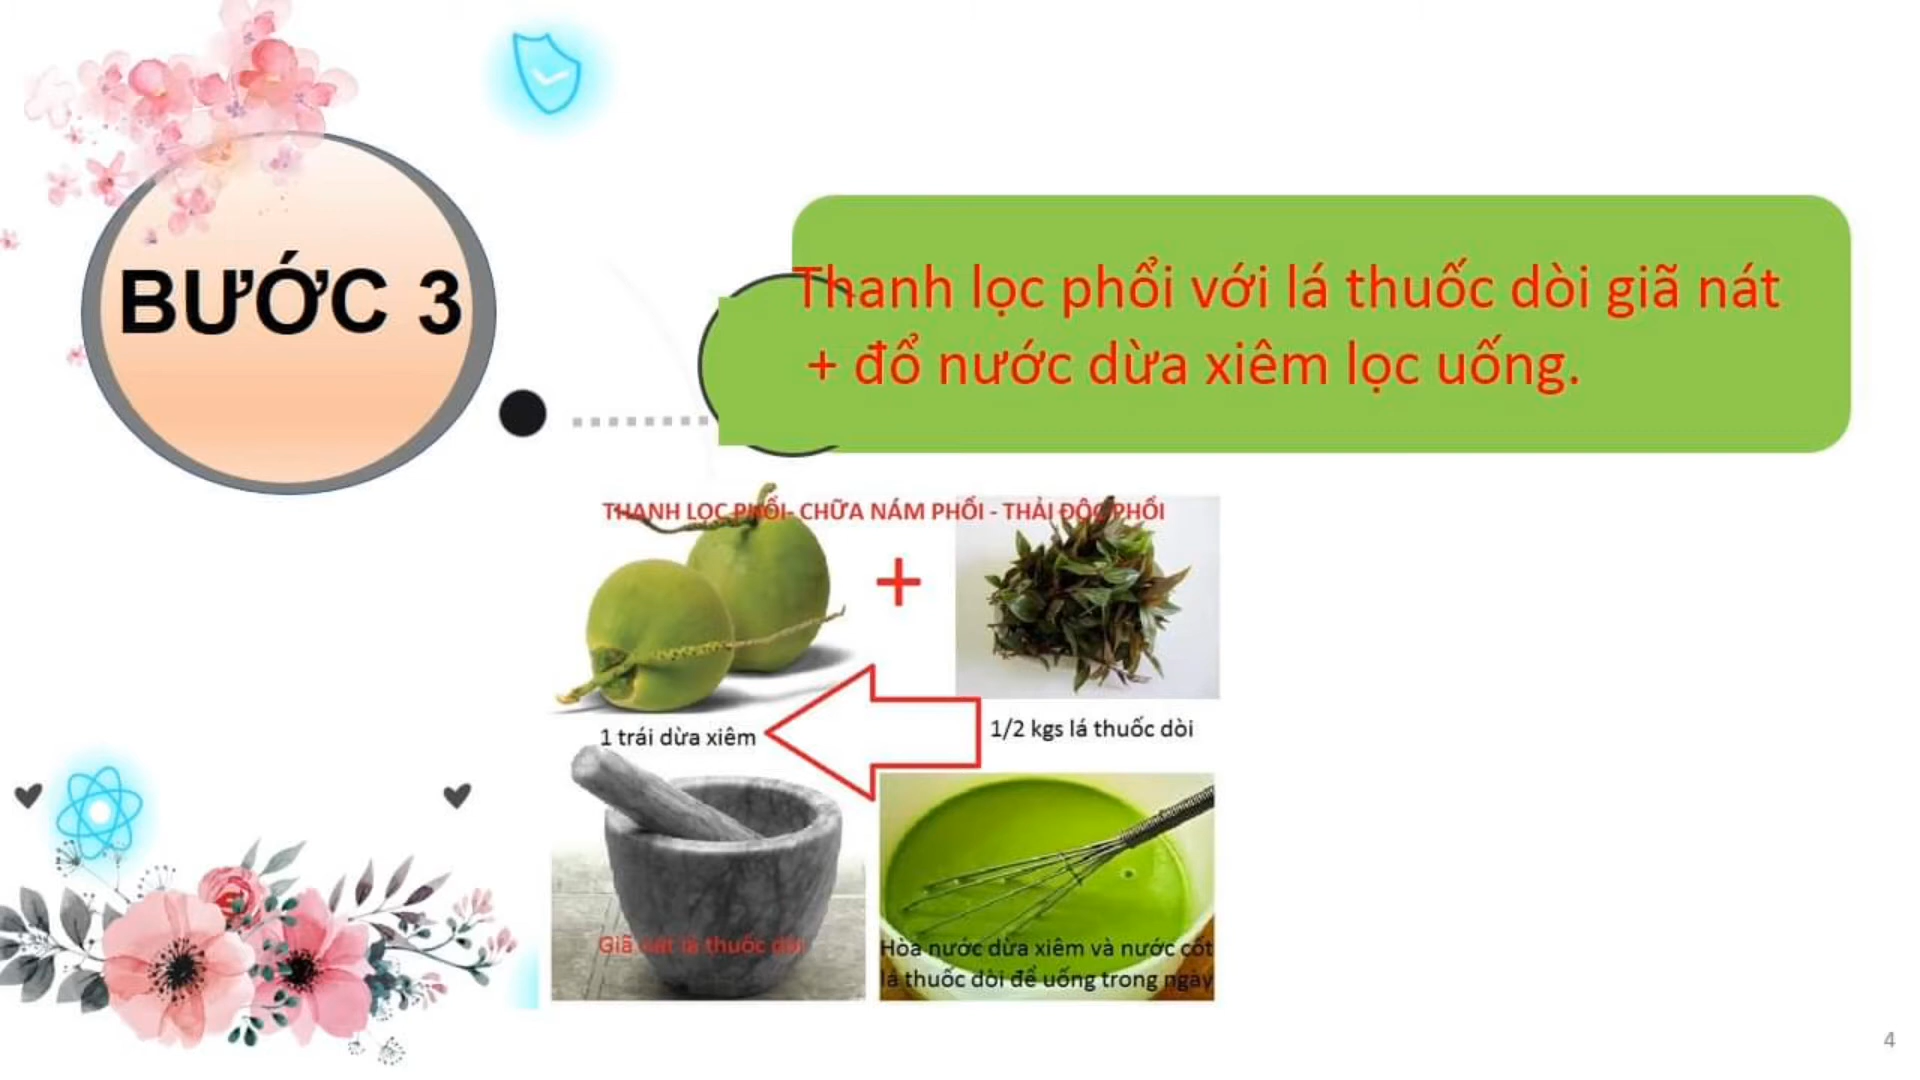 BƯỚC 3
Thanh lọc phổi với lá thuốc dòi giã nát
+ đổ nước dừa xiêm lọc uống.
THANH LỌC PHỔI- CHỮA NÁM PHỔI - THẢI ĐỘC PHỔI
+
1 trái dừa xiêm
1/2 kgs lá thuốc dòi
Giã nát lá thuốc dòi
Hòa nước dừa xiêm và nước cốt
lá thuốc dòi để uống trong ngày
4